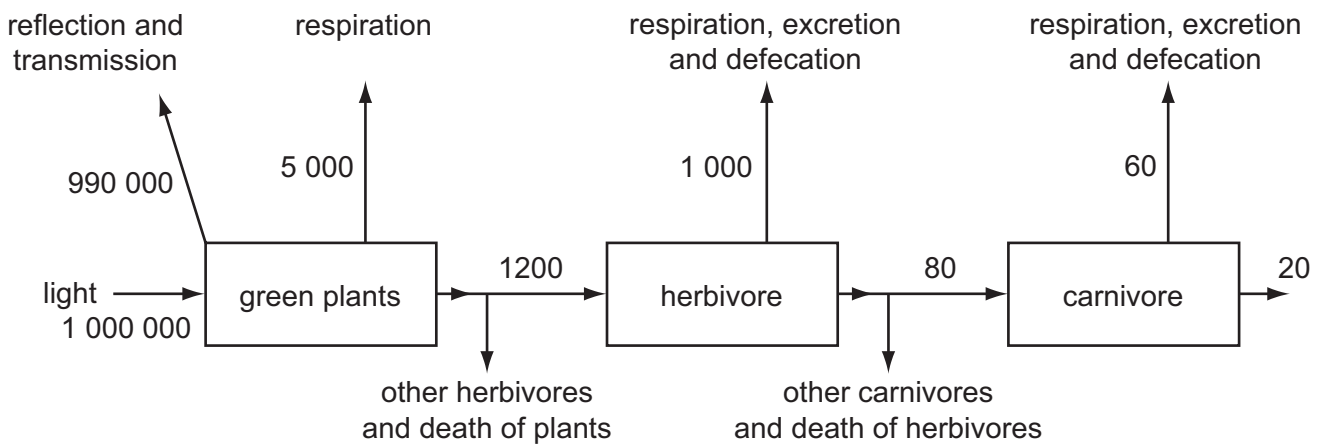 reflection and
transmission
respiration
respiration, excretion
and defecation
respiration, excretion
and defecation
990 000
5 000
1 000
60
light
1 000 000
green plants
1200
herbivore
80
carnivore
20
other herbivores
and death of plants
other carnivores
and death of herbivores